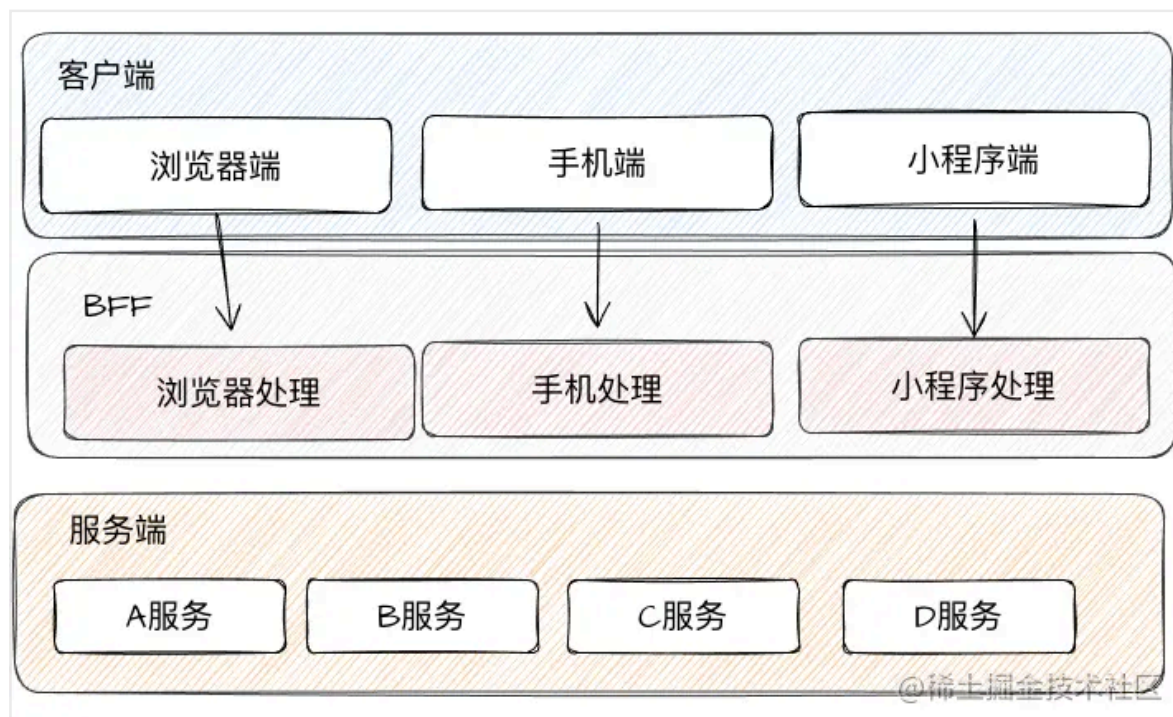 客户端
浏览器端
手机端
小程序端
BFF
浏览器处理
手机处理
小程序处理
服务端
A服务
B服务
C服务
D服务
@稀土掘金技术社区